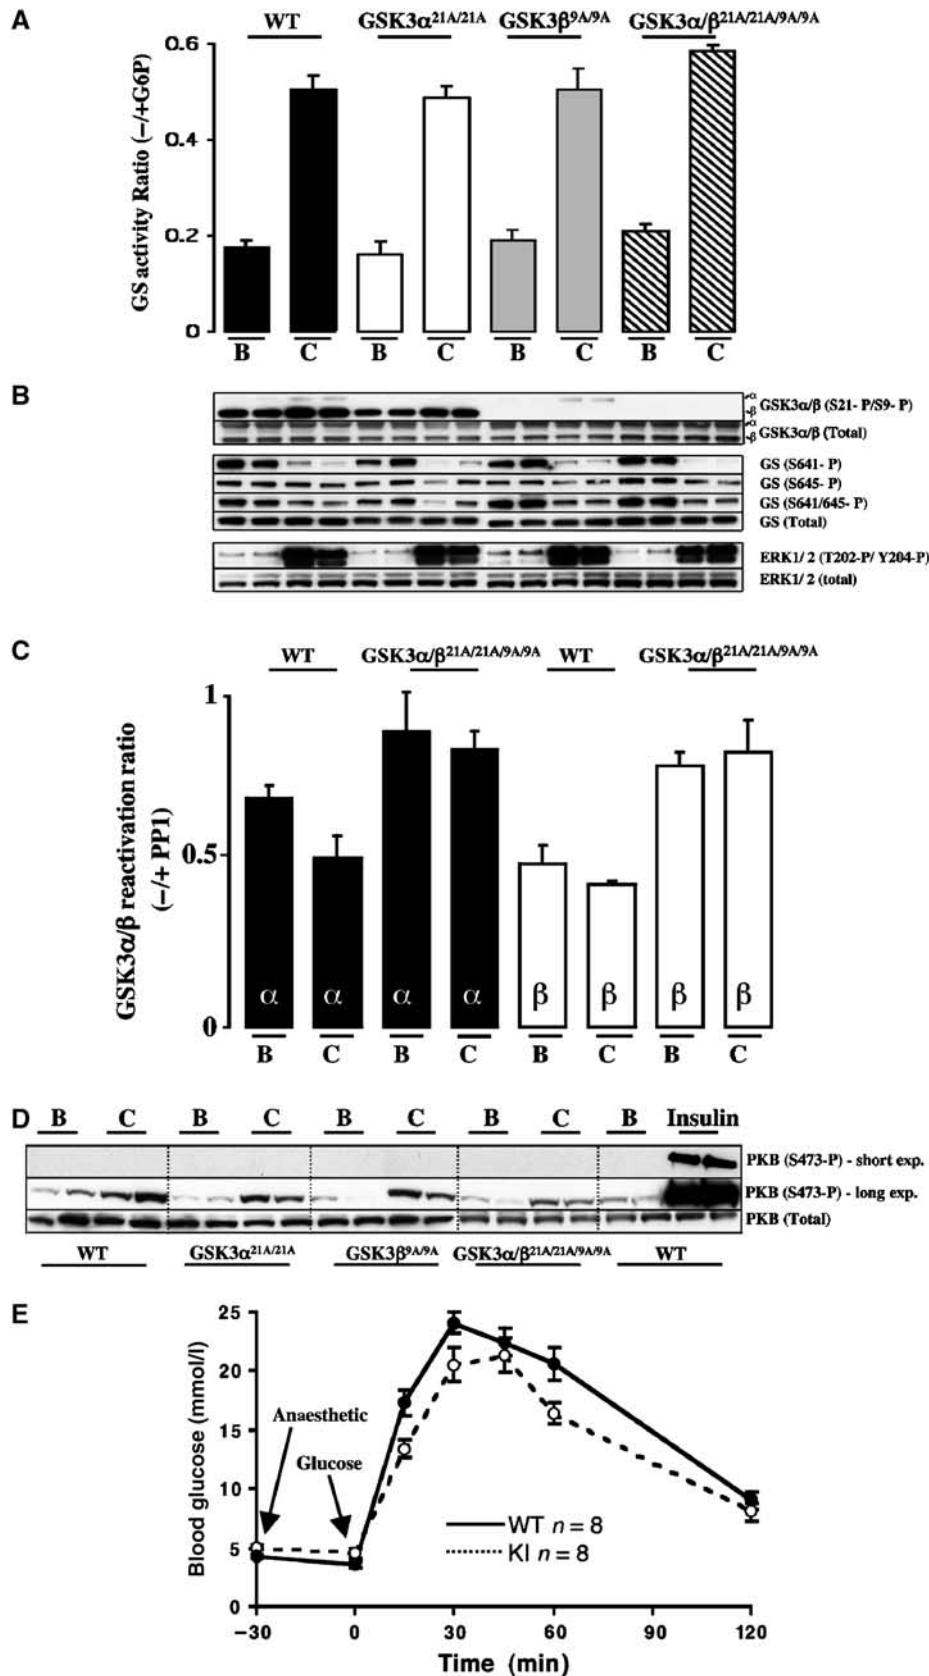 A
WT GSK3α21A/21A GSK3β9A/9A GSK3α/β21A/21A/9A/9A
GS activity Ratio (−/+G6P)
0.6
0.4
0.2
0
B C B C B C B C
B
α
β
GSK3α/β (S21- P/S9- P)
α
β
GSK3α/β (Total)
GS (S641- P)
GS (S645- P)
GS (S641/645- P)
GS (Total)
ERK1/ 2 (T202-P/ Y204-P)
ERK1/ 2 (total)
C
WT GSK3α/β21A/21A/9A/9A WT GSK3α/β21A/21A/9A/9A
GSK3α/β reactivation ratio
(−/+ PP1)
1
0.5
0
α α α α β β β β
B C B C B C B C
D
B C B C B C B C B Insulin
PKB (S473-P) - short exp.
PKB (S473-P) - long exp.
PKB (Total)
WT GSK3α21A/21A GSK3β9A/9A GSK3α/β21A/21A/9A/9A WT
E
Blood glucose (mmol/l)
25
20
15
10
5
0
Anaesthetic
Glucose
WT n = 8
KI n = 8
−30 0 30 60 90 120
Time (min)